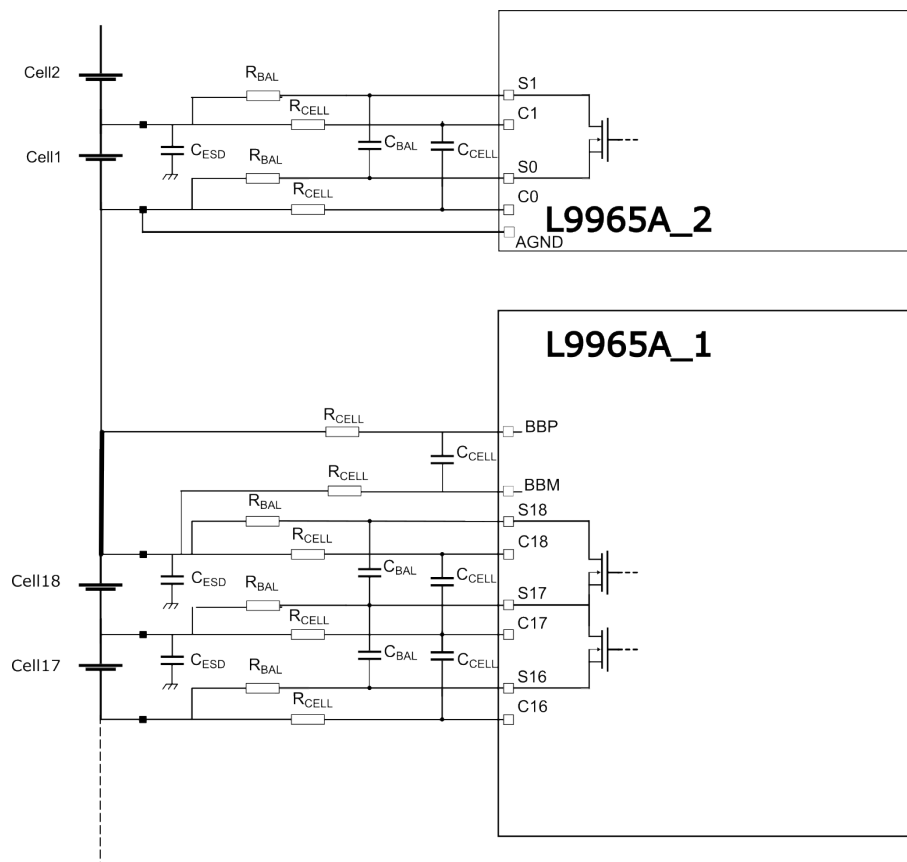 Cell2
R_BAL
S1
R_CELL
C1
Cell1
C_ESD
R_BAL
C_BAL
C_CELL
S0
R_CELL
C0
L9965A_2
AGND
L9965A_1
R_CELL
BBP
C_CELL
R_CELL
BBM
R_BAL
S18
R_CELL
C18
Cell18
C_ESD
R_BAL
C_BAL
C_CELL
S17
R_CELL
C17
Cell17
C_ESD
R_BAL
C_BAL
C_CELL
S16
R_CELL
C16